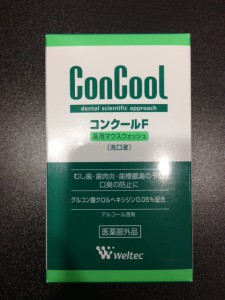 ConCool
dental scientific approach
コンクールF
薬用マウスウォッシュ
(洗口液)
むし歯・歯肉炎・歯槽膿漏の予防
口臭の防止に
グルコン酸クロルヘキシジン0.05%配合
アルコール含有
医薬部外品
Weltec